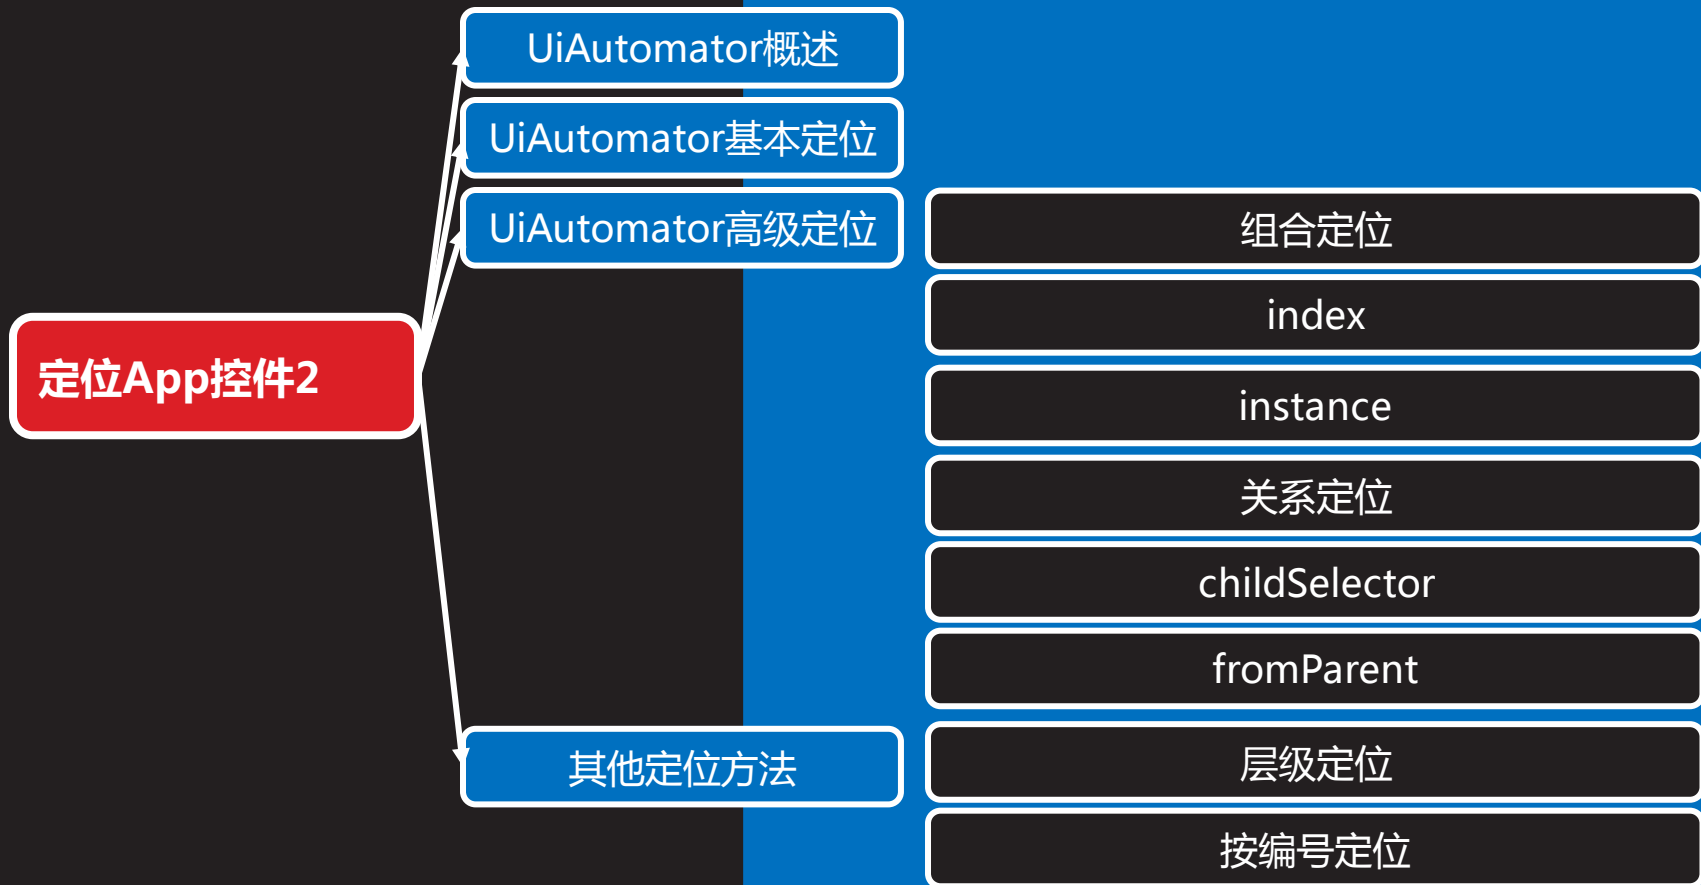 定位App控件2
UiAutomator概述
UiAutomator基本定位
UiAutomator高级定位
组合定位
index
instance
关系定位
childSelector
fromParent
其他定位方法
层级定位
按编号定位